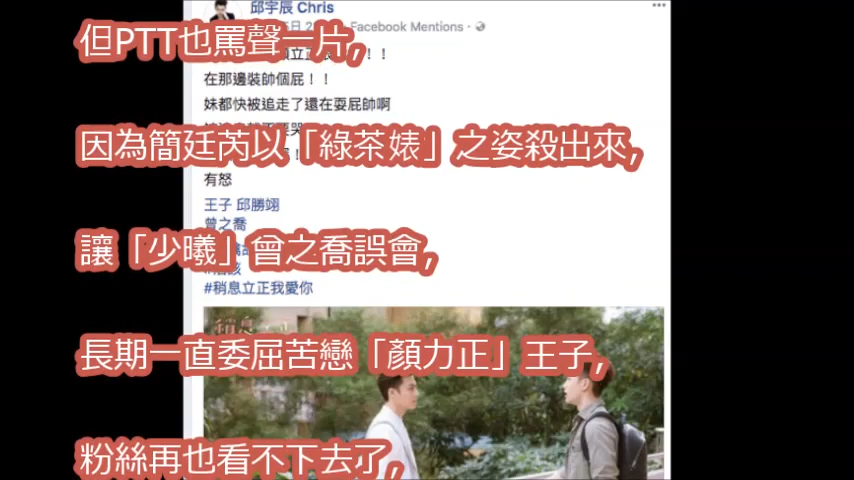 邱宇辰 Chris
Facebook Mentions
但PTT也罵聲一片,
在那邊裝帥個屁！！
妹都快被追走了還在耍屁帥啊
因為簡廷芮以「綠茶婊」之姿殺出來,
有怒
王子 邱勝翊
曾之喬
讓「少曦」曾之喬誤會,
#稍息立正我愛你
長期一直委屈苦戀「顏力正」王子,
粉絲再也看不下去了,